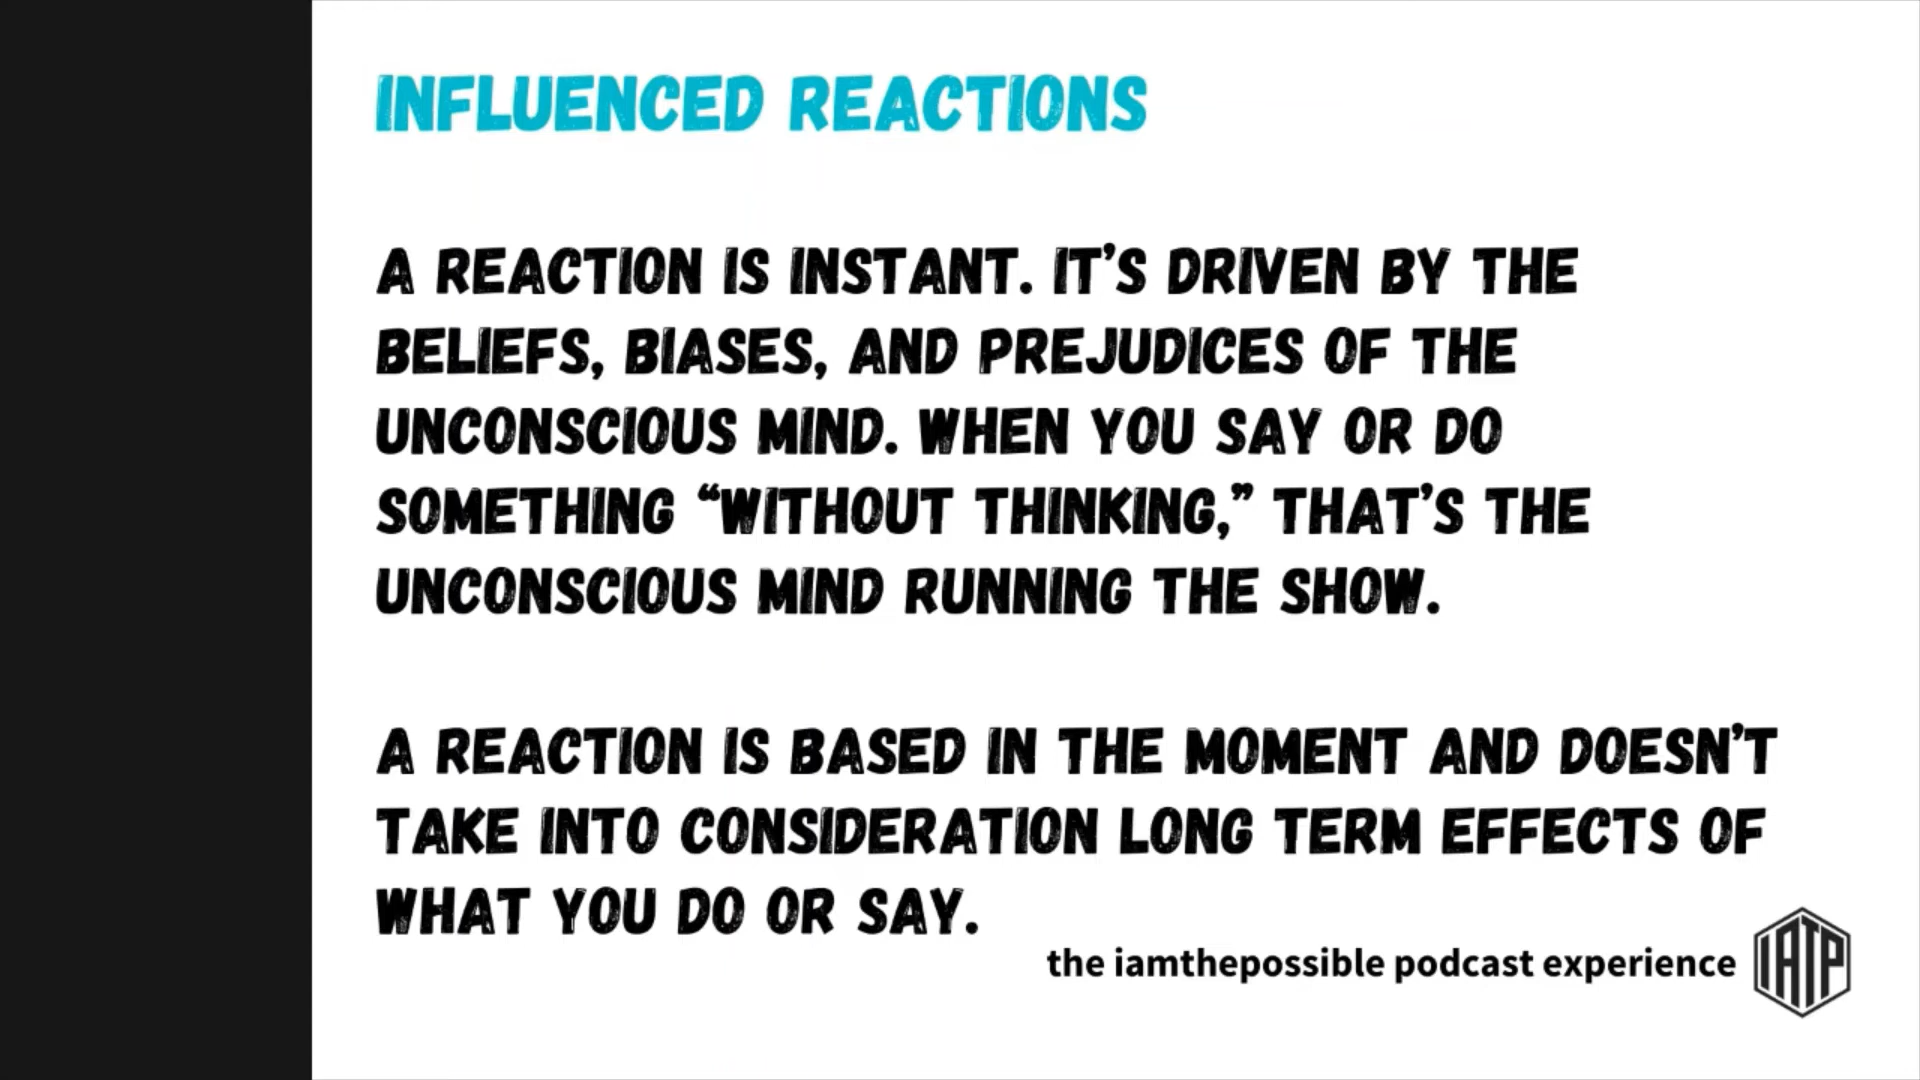 INFLUENCED REACTIONS
A REACTION IS INSTANT. IT’S DRIVEN BY THE
BELIEFS, BIASES, AND PREJUDICES OF THE
UNCONSCIOUS MIND. WHEN YOU SAY OR DO
SOMETHING “WITHOUT THINKING,” THAT’S THE
UNCONSCIOUS MIND RUNNING THE SHOW.
A REACTION IS BASED IN THE MOMENT AND DOESN’T
TAKE INTO CONSIDERATION LONG TERM EFFECTS OF
WHAT YOU DO OR SAY.
the iamthepossible podcast experience
IATP